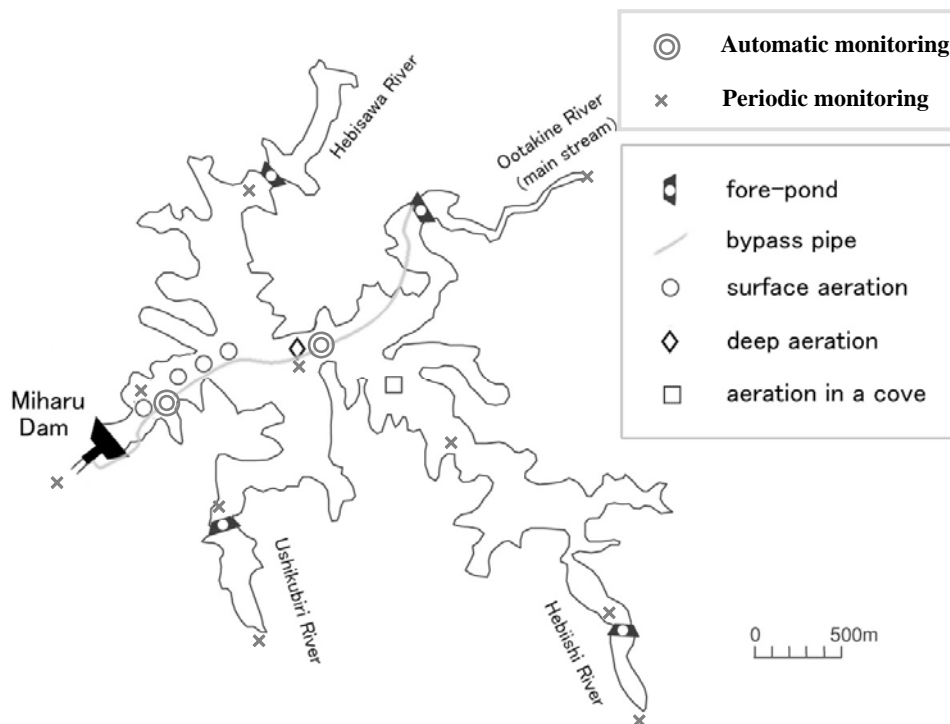 Automatic monitoring
Periodic monitoring
fore-pond
bypass pipe
surface aeration
deep aeration
aeration in a cove
Hebisawa River
Ootakine River
(main stream)
Miharu
Dam
Ushikubiri River
Hebiishi River
0 500m